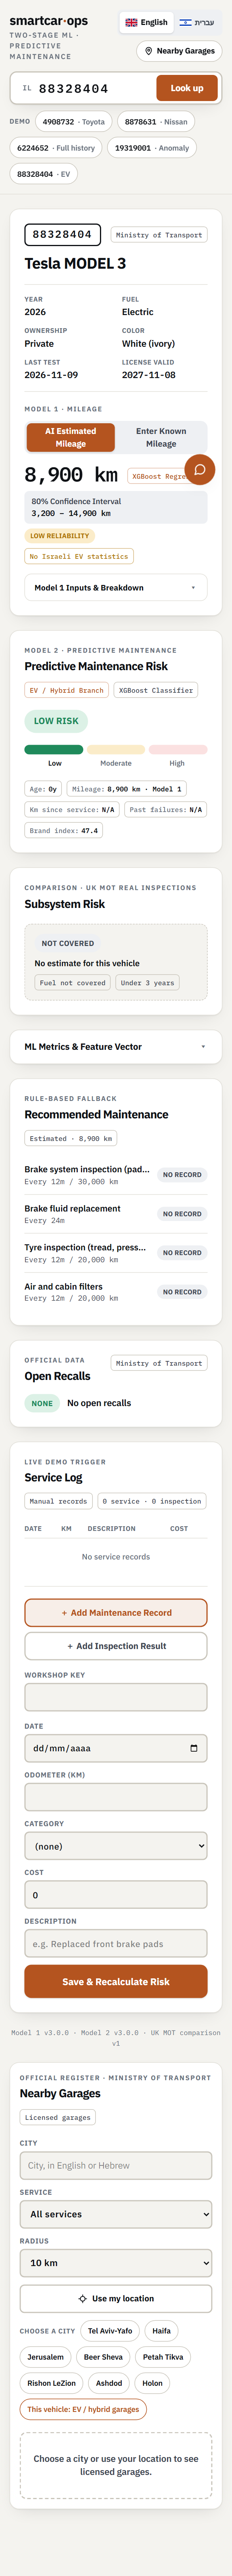 smartcar·ops
TWO-STAGE ML ·
PREDICTIVE
MAINTENANCE
English
עברית
Nearby Garages
IL 88328404
Look up
DEMO 4908732 · Toyota 8878631 · Nissan
6224652 · Full history 19319001 · Anomaly
88328404 · EV
88328404
Ministry of Transport
Tesla MODEL 3
YEAR FUEL
2026 Electric
OWNERSHIP COLOR
Private White (ivory)
LAST TEST LICENSE VALID
2026-11-09 2027-11-08
MODEL 1 · MILEAGE
AI Estimated Mileage
Enter Known Mileage
8,900 km
XGBoost Regre
80% Confidence Interval
3,200 – 14,900 km
LOW RELIABILITY
No Israeli EV statistics
Model 1 Inputs & Breakdown
MODEL 2 · PREDICTIVE MAINTENANCE
Predictive Maintenance Risk
EV / Hybrid Branch XGBoost Classifier
LOW RISK
Low Moderate High
Age: 0y Mileage: 8,900 km · Model 1
Km since service: N/A Past failures: N/A
Brand index: 47.4
COMPARISON · UK MOT REAL INSPECTIONS
Subsystem Risk
NOT COVERED
No estimate for this vehicle
Fuel not covered Under 3 years
ML Metrics & Feature Vector
RULE-BASED FALLBACK
Recommended Maintenance
Estimated · 8,900 km
Brake system inspection (pad...
NO RECORD
Every 12m / 30,000 km
Brake fluid replacement
NO RECORD
Every 24m
Tyre inspection (tread, press...
NO RECORD
Every 12m / 20,000 km
Air and cabin filters
NO RECORD
Every 12m / 20,000 km
OFFICIAL DATA
Ministry of Transport
Open Recalls
NONE No open recalls
LIVE DEMO TRIGGER
Service Log
Manual records 0 service · 0 inspection
DATE KM DESCRIPTION COST
No service records
+ Add Maintenance Record
+ Add Inspection Result
WORKSHOP KEY
DATE
dd/mm/aaaa
ODOMETER (KM)
CATEGORY
(none)
COST
0
DESCRIPTION
e.g. Replaced front brake pads
Save & Recalculate Risk
Model 1 v3.0.0 · Model 2 v3.0.0 · UK MOT comparison
v1
OFFICIAL REGISTER · MINISTRY OF TRANSPORT
Nearby Garages
Licensed garages
CITY
City, in English or Hebrew
SERVICE
All services
RADIUS
10 km
Use my location
CHOOSE A CITY Tel Aviv-Yafo Haifa
Jerusalem Beer Sheva Petah Tikva
Rishon LeZion Ashdod Holon
This vehicle: EV / hybrid garages
Choose a city or use your location to see
licensed garages.